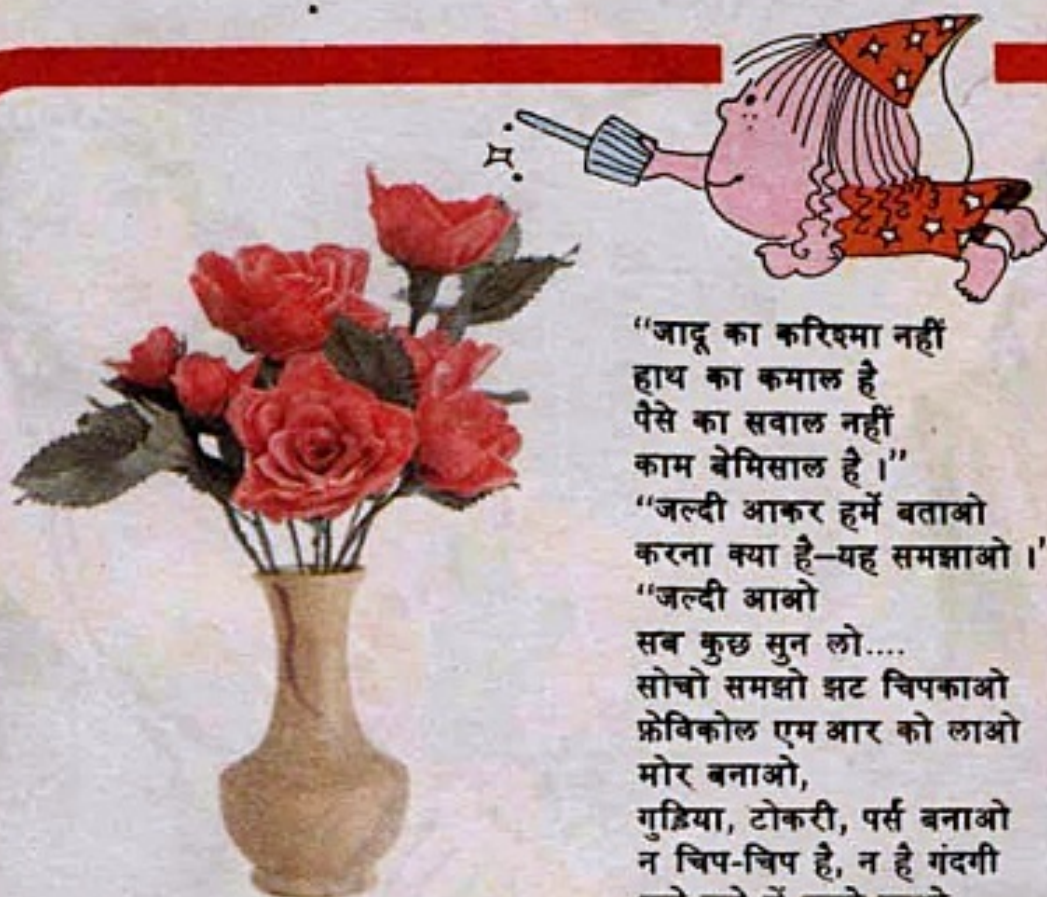 “जादू का करिश्मा नहीं
हाथ का कमाल है
पैसे का सवाल नहीं
काम बेमिसाल है ।”
“जल्दी आकर हमें बताओ
करना क्या है—यह समझाओ ।'
“जल्दी आओ
सब कुछ सुन लो....
सोचो समझो झट चिपकाओ
फ़ेविकोल एम आर को लाओ
मोर बनाओ,
गुड़िया, टोकरी, पर्स बनाओ
न चिप-चिप है, न है गंदगी